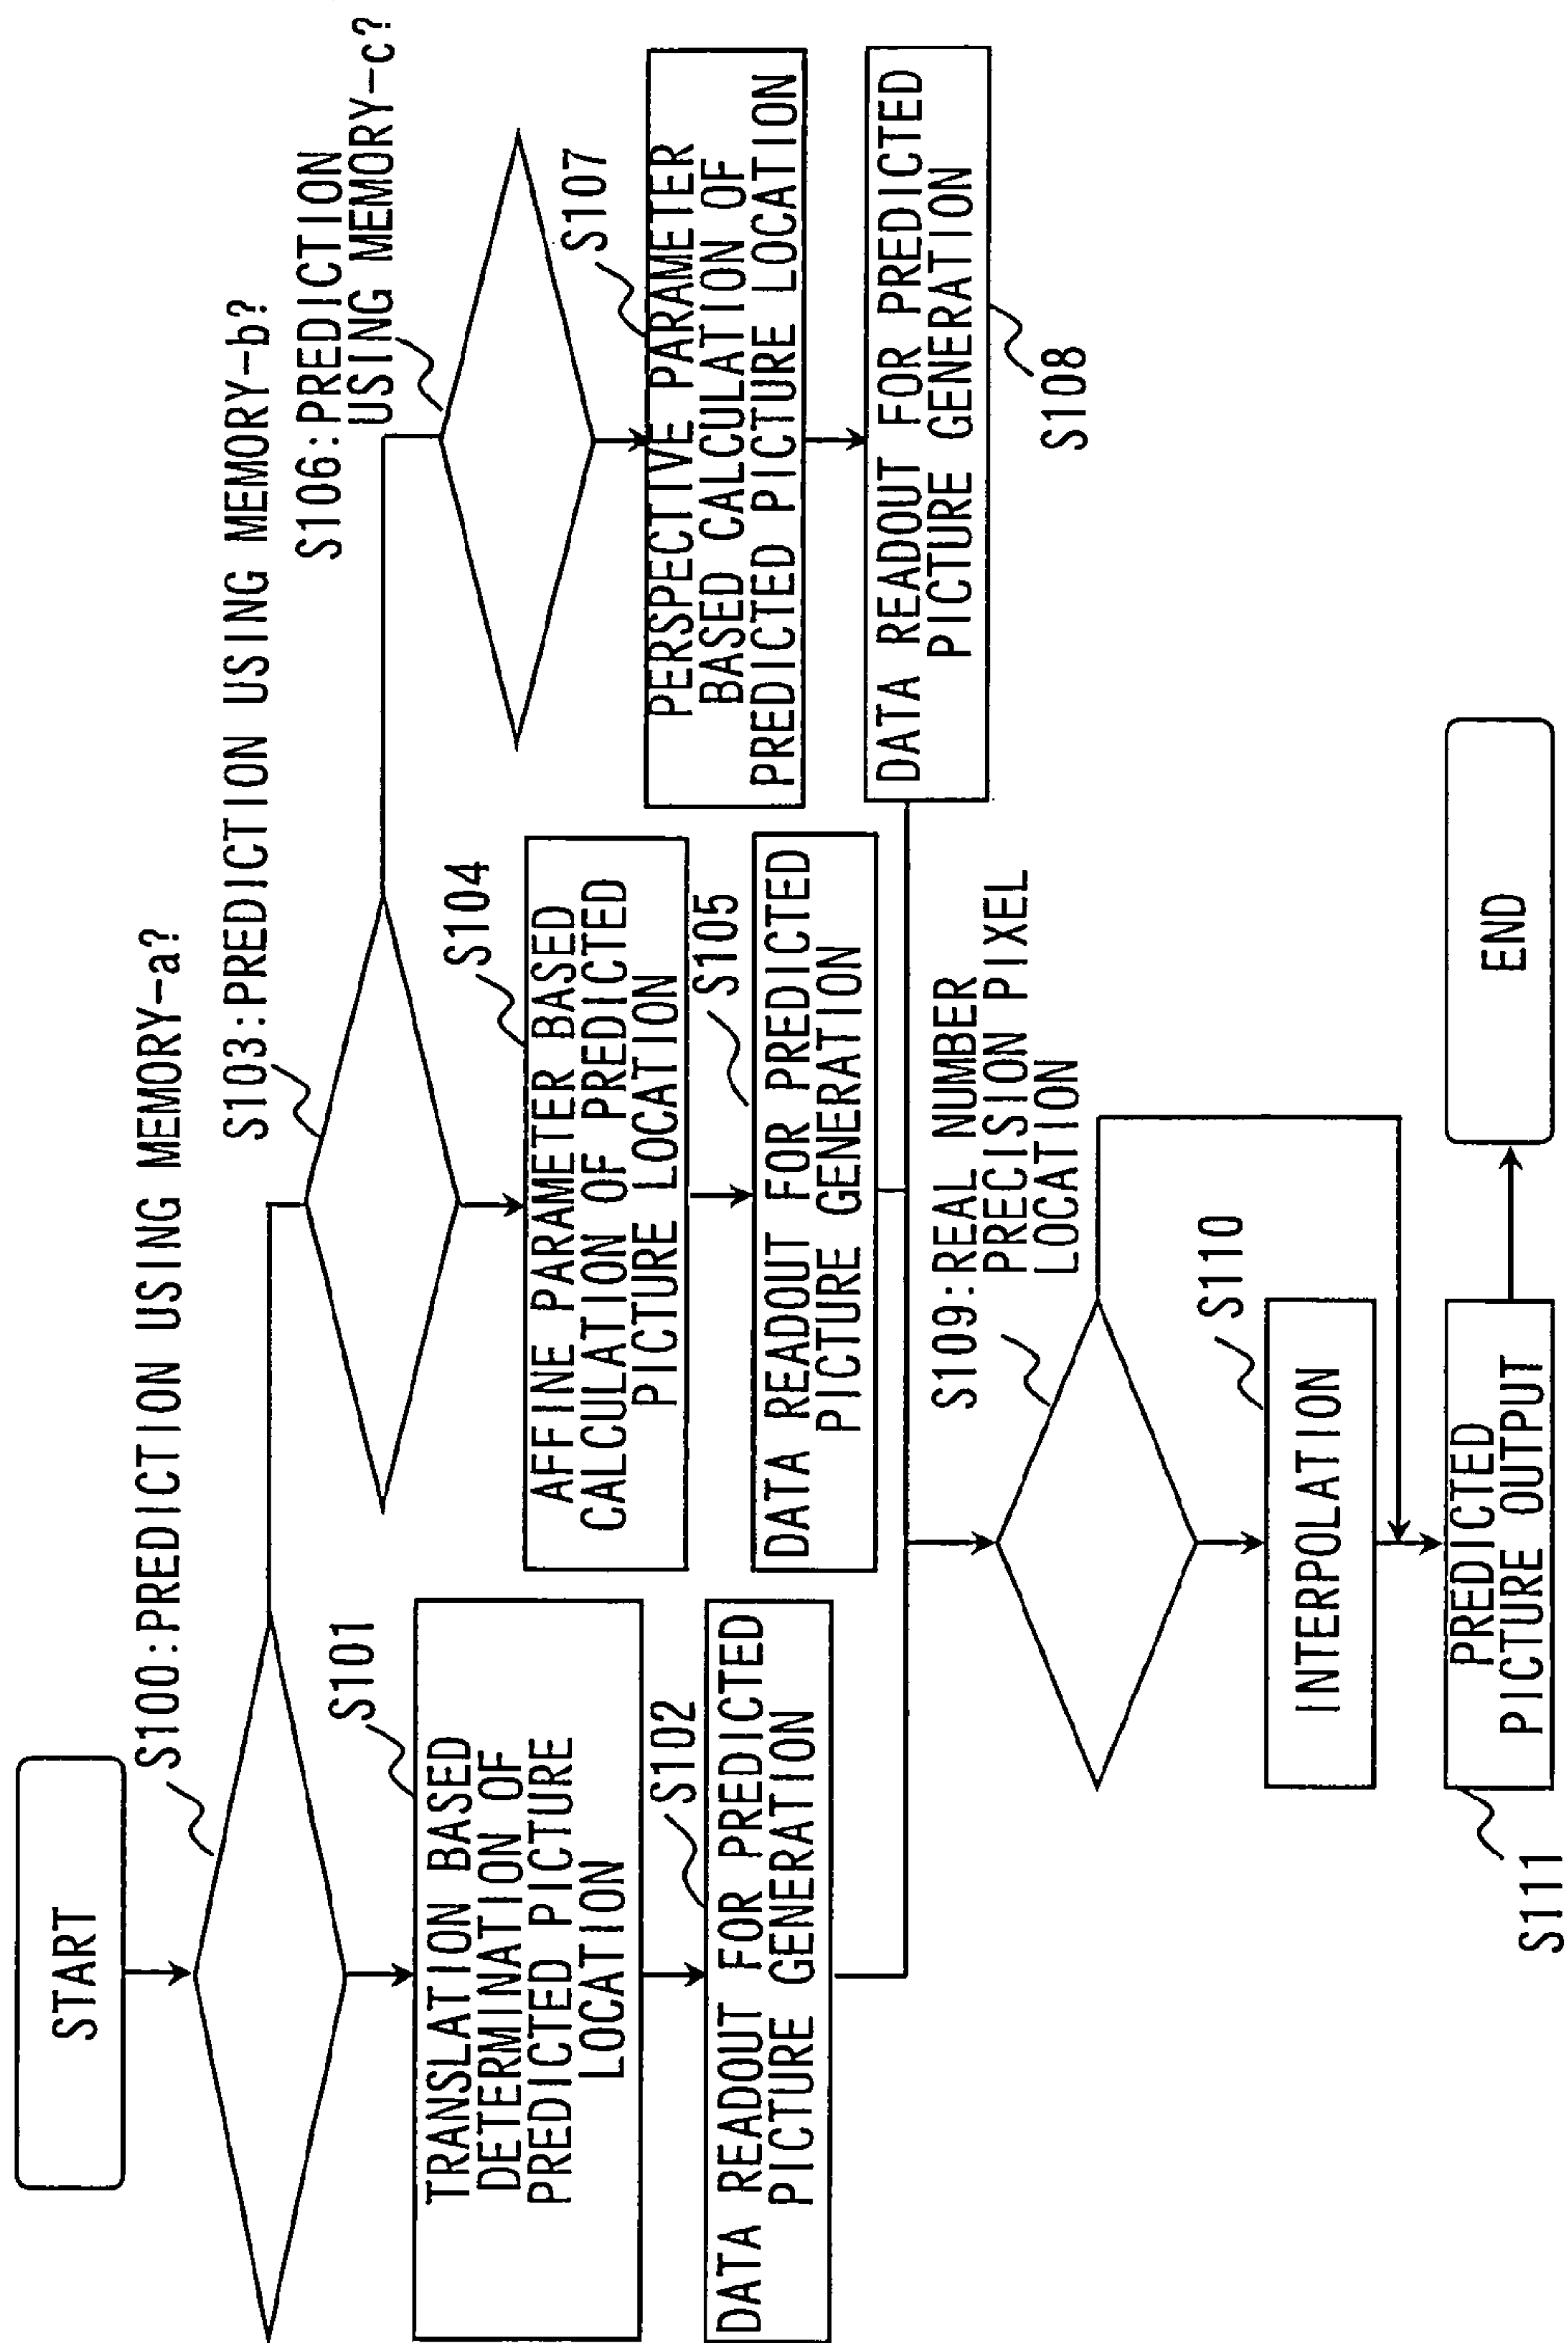 START
S100:PREDICTION USING MEMORY-a?
S101
TRANSLATION BASED
DETERMINATION OF
PREDICTED PICTURE
LOCATION
S102
DATA READOUT FOR PREDICTED
PICTURE GENERATION
S103:PREDICTION USING MEMORY-b?
S104
AFFINE PARAMETER BASED
CALCULATION OF PREDICTED
PICTURE LOCATION
S105
DATA READOUT FOR PREDICTED
PICTURE GENERATION
S106:PREDICTION
USING MEMORY-c?
S107
PERSPECTIVE PARAMETER
BASED CALCULATION OF
PREDICTED PICTURE LOCATION
DATA READOUT FOR PREDICTED
PICTURE GENERATION
S108
S109:REAL NUMBER
PRECISION PIXEL
LOCATION
S110
INTERPOLATION
PREDICTED
PICTURE OUTPUT
S111
END